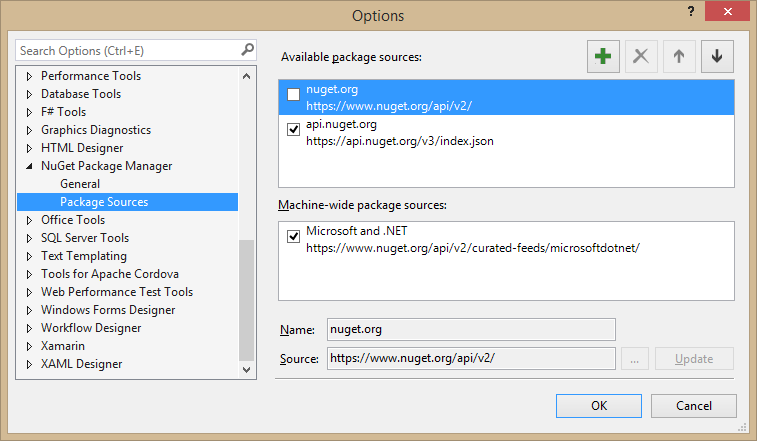 Options
?
Search Options (Ctrl+E)
Performance Tools
Database Tools
F# Tools
Graphics Diagnostics
HTML Designer
NuGet Package Manager
General
Package Sources
Office Tools
SQL Server Tools
Text Templating
Tools for Apache Cordova
Web Performance Test Tools
Windows Forms Designer
Workflow Designer
Xamarin
XAML Designer
Available package sources:
nuget.org
https://www.nuget.org/api/v2/
api.nuget.org
https://api.nuget.org/v3/index.json
Machine-wide package sources:
Microsoft and .NET
https://www.nuget.org/api/v2/curated-feeds/microsoftdotnet/
Name: nuget.org
Source: https://www.nuget.org/api/v2/ ... Update
OK Cancel